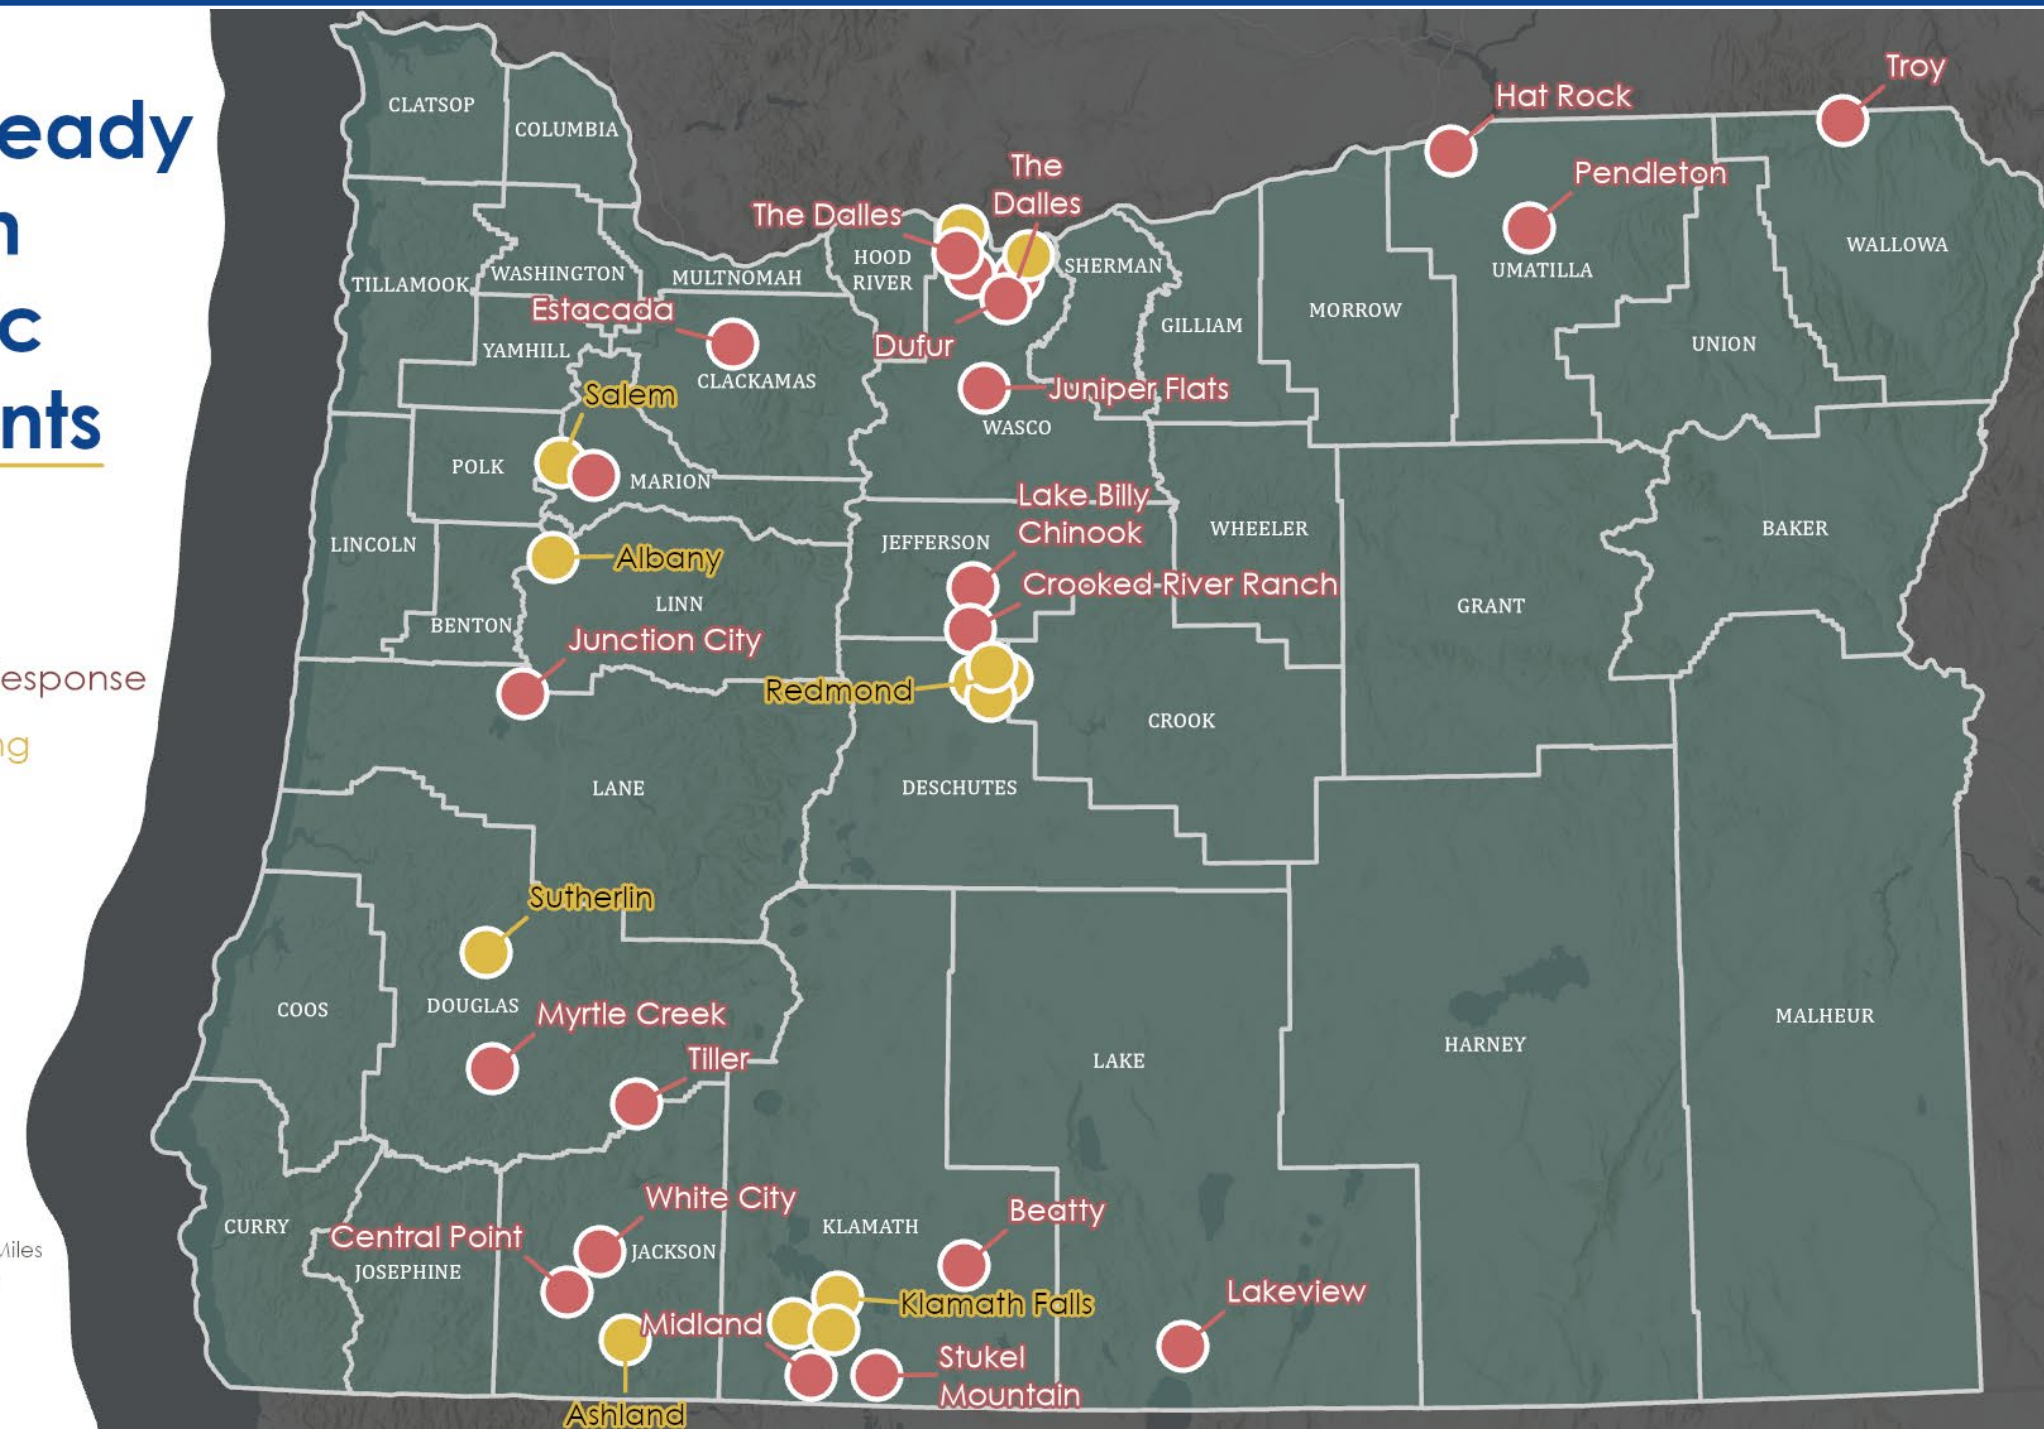 eady
n
c
nts
esponse
ng
Miles
CLATSOP
COLUMBIA
Troy
Hat Rock
Pendleton
The
Dalles
The Dalles
HOOD
RIVER
SHERMAN
WALLOWA
UMATILLA
TILLAMOOK
WASHINGTON
MULTNOMAH
Estacada
MORROW
GILLIAM
UNION
YAMHILL
Dufur
CLACKAMAS
Juniper Flats
Salem
WASCO
POLK
MARION
Lake Billy
Chinook
LINCOLN
JEFFERSON
WHEELER
BAKER
Albany
Crooked River Ranch
LINN
GRANT
BENTON
Junction City
Redmond
CROOK
LANE
DESCHUTES
Sutherlin
COOS
DOUGLAS
Myrtle Creek
MALHEUR
HARNEY
Tiller
LAKE
White City
Beatty
CURRY
Central Point
KLAMATH
JACKSON
JOSEPHINE
Lakeview
Klamath Falls
Midland
Stukel
Mountain
Ashland